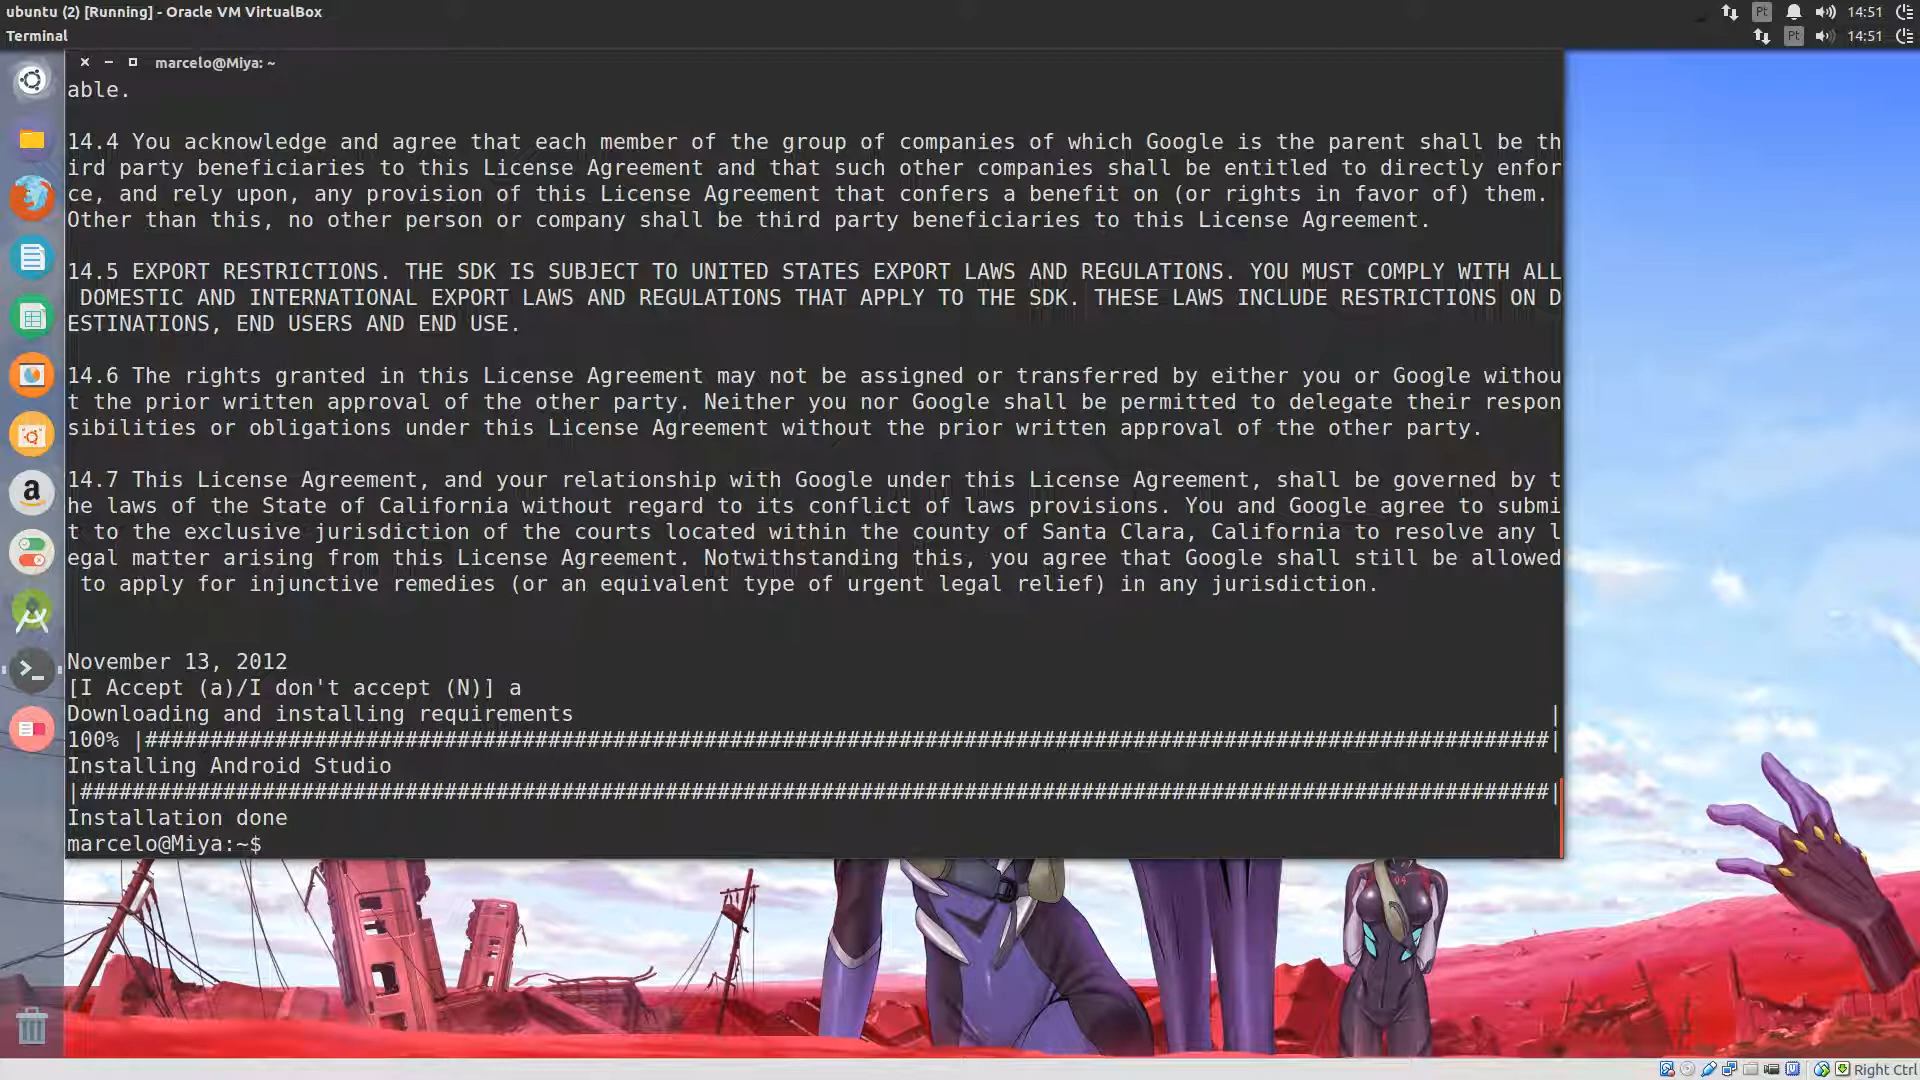 ubuntu (2) [Running] - Oracle VM VirtualBox
Pt
14:51
Terminal
Pt
14:51
marcelo@Miya: ~
able.
14.4 You acknowledge and agree that each member of the group of companies of which Google is the parent shall be th
ird party beneficiaries to this License Agreement and that such other companies shall be entitled to directly enfor
ce, and rely upon, any provision of this License Agreement that confers a benefit on (or rights in favor of) them.
Other than this, no other person or company shall be third party beneficiaries to this License Agreement.
14.5 EXPORT RESTRICTIONS. THE SDK IS SUBJECT TO UNITED STATES EXPORT LAWS AND REGULATIONS. YOU MUST COMPLY WITH ALL
DOMESTIC AND INTERNATIONAL EXPORT LAWS AND REGULATIONS THAT APPLY TO THE SDK. THESE LAWS INCLUDE RESTRICTIONS ON D
ESTINATIONS, END USERS AND END USE.
14.6 The rights granted in this License Agreement may not be assigned or transferred by either you or Google withou
t the prior written approval of the other party. Neither you nor Google shall be permitted to delegate their respon
sibilities or obligations under this License Agreement without the prior written approval of the other party.
14.7 This License Agreement, and your relationship with Google under this License Agreement, shall be governed by t
he laws of the State of California without regard to its conflict of laws provisions. You and Google agree to submi
t to the exclusive jurisdiction of the courts located within the county of Santa Clara, California to resolve any l
egal matter arising from this License Agreement. Notwithstanding this, you agree that Google shall still be allowed
to apply for injunctive remedies (or an equivalent type of urgent legal relief) in any jurisdiction.
November 13, 2012
[I Accept (a)/I don't accept (N)] a
Downloading and installing requirements |
100% |############################################################################################################|
Installing Android Studio
|#################################################################################################################|
Installation done
marcelo@Miya:~$
Right Ctrl